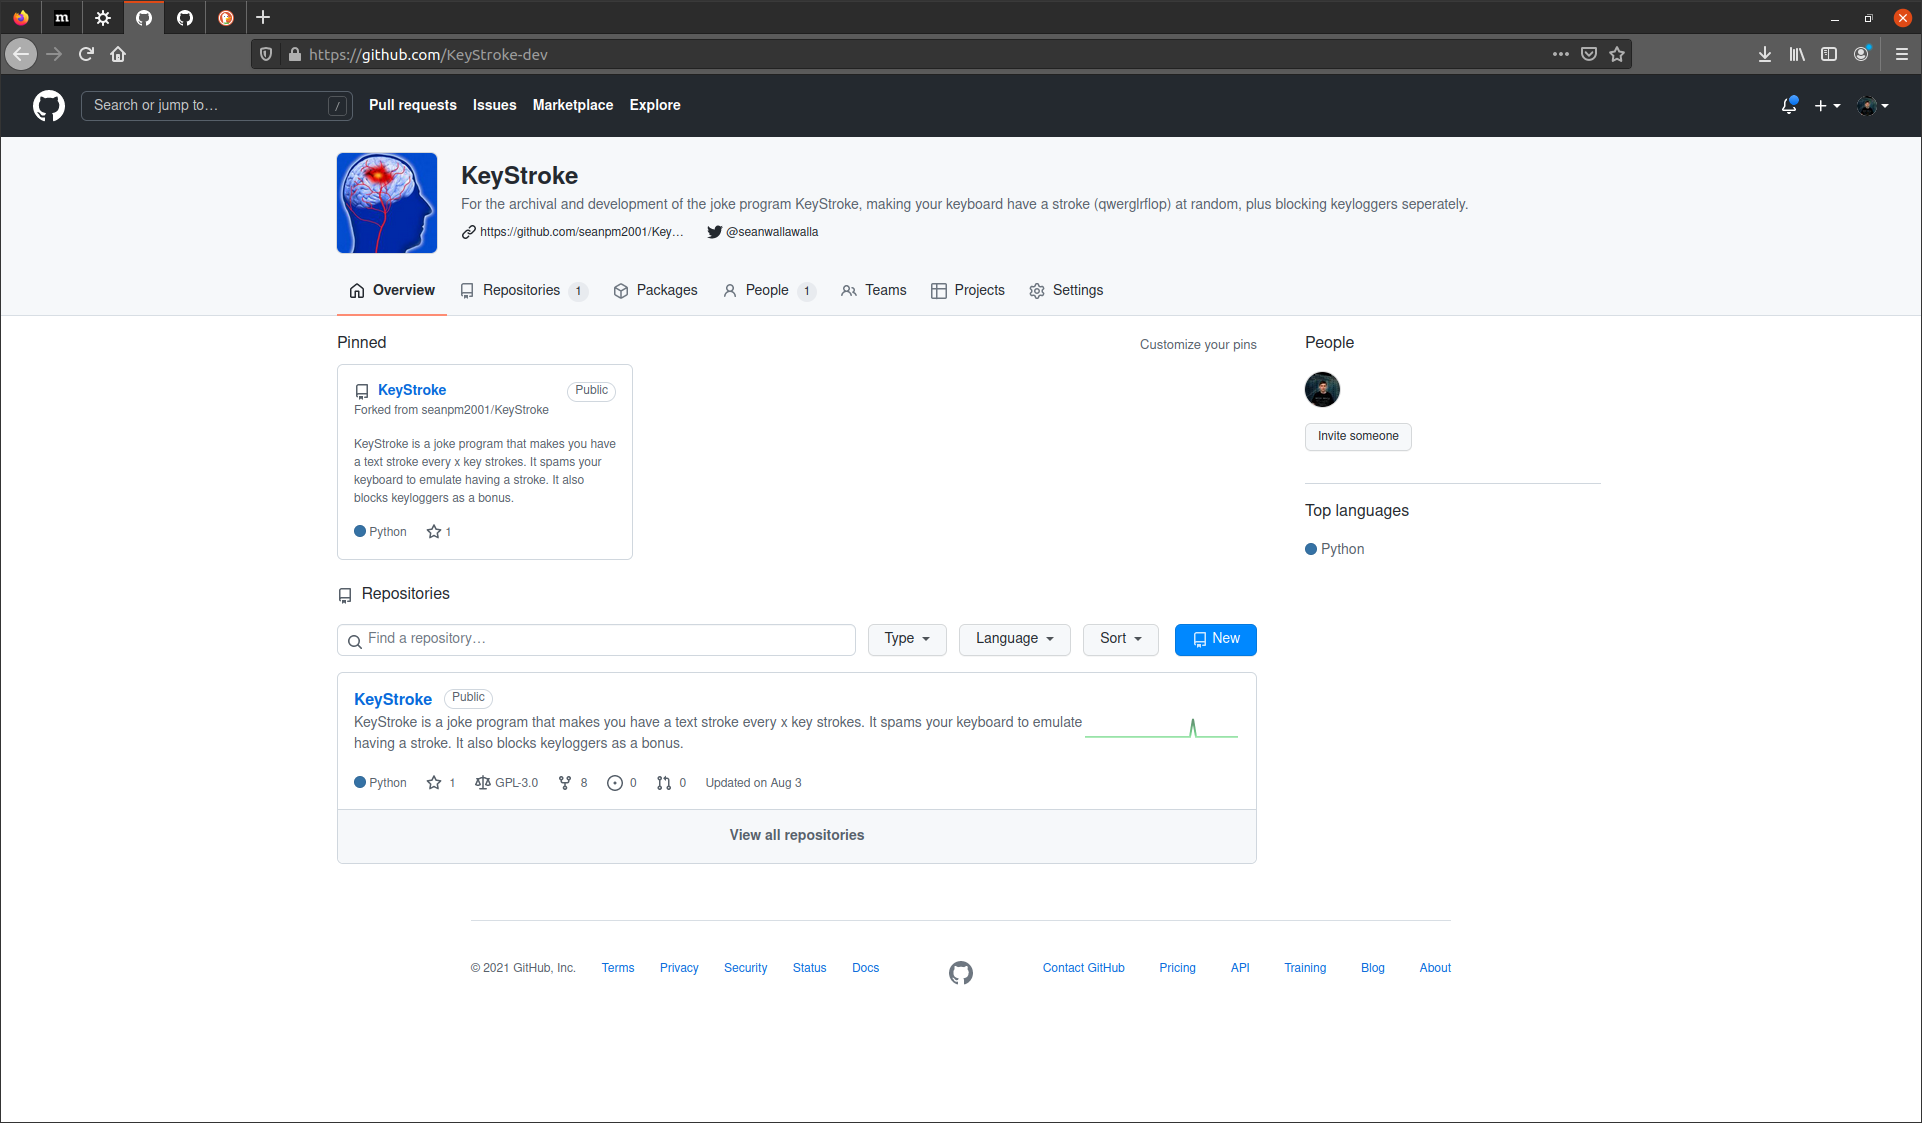 m
https://github.com/KeyStroke-dev
Search or jump to…
/
Pull requests
Issues
Marketplace
Explore
KeyStroke
For the archival and development of the joke program KeyStroke, making your keyboard have a stroke (qwerglrflop) at random, plus blocking keyloggers seperately.
https://github.com/seanpm2001/Key…
@seanwallawalla
Overview
Repositories 1
Packages
People 1
Teams
Projects
Settings
Pinned
Customize your pins
KeyStroke
Public
Forked from seanpm2001/KeyStroke
KeyStroke is a joke program that makes you have
a text stroke every x key strokes. It spams your
keyboard to emulate having a stroke. It also
blocks keyloggers as a bonus.
Python
1
People
Invite someone
Top languages
Python
Repositories
Find a repository…
Type
Language
Sort
New
KeyStroke
Public
KeyStroke is a joke program that makes you have a text stroke every x key strokes. It spams your keyboard to emulate
having a stroke. It also blocks keyloggers as a bonus.
Python
1
GPL-3.0
8
0
0
Updated on Aug 3
View all repositories
© 2021 GitHub, Inc.
Terms
Privacy
Security
Status
Docs
Contact GitHub
Pricing
API
Training
Blog
About